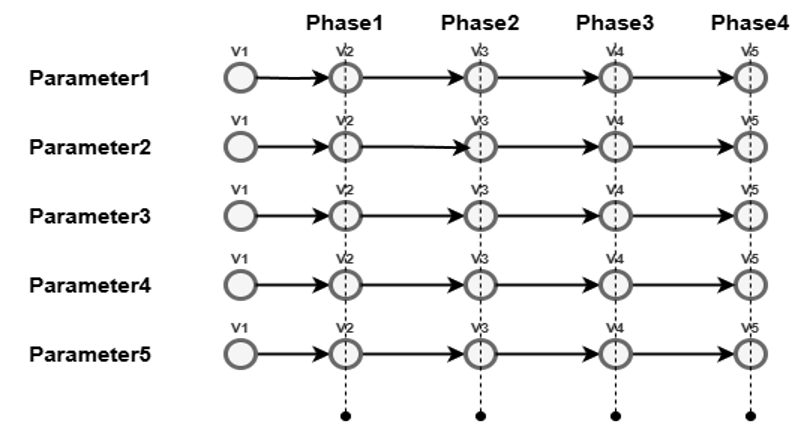 Phase1 Phase2 Phase3 Phase4
V1 V2 V3 V4 V5
Parameter1
V1 V2 V3 V4 V5
Parameter2
V1 V2 V3 V4 V5
Parameter3
V1 V2 V3 V4 V5
Parameter4
V1 V2 V3 V4 V5
Parameter5